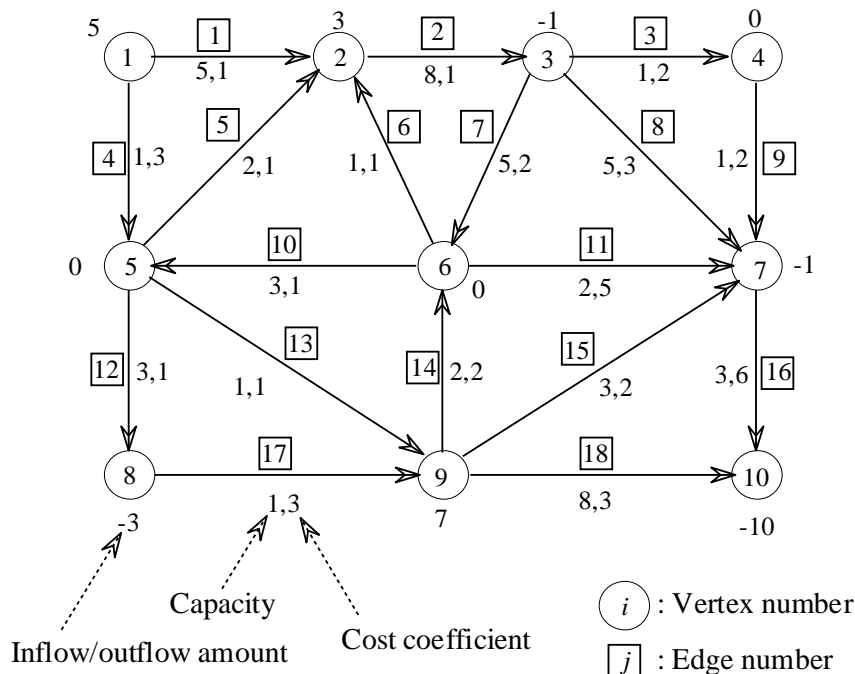 5 1 3 2 -1 3 0
1 2 3 4
5,1 8,1 1,2
5 6 7 8
4 1,3 2,1 1,1 5,2 5,3 1,2 9
10 11
0 5 6 7 -1
3,1 0 2,5
13 15
12 3,1 14 2,2 3,6 16
1,1 3,2
17 18
8 9 10
1,3 8,3
-3 7 -10
Capacity
i : Vertex number
Cost coefficient
Inflow/outflow amount
j : Edge number